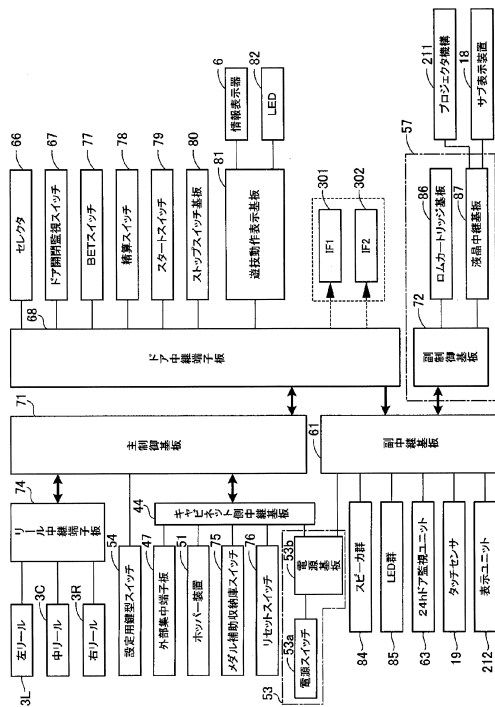 66
セレクタ
67
ドア開閉監視スイッチ
77
BETスイッチ
78
精算スイッチ
79
スタートスイッチ
80
ストップスイッチ基板
81
遊技動作表示基板
6
情報表示器
82
LED
301
IF1
302
IF2
57
86
ロムカートリッジ基板
87
液晶中継基板
211
プロジェクタ機構
18
サブ表示装置
72
副制御基板
68
ドア中継端子板
71
主制御基板
61
副中継基板
74
リール中継端子板
44
キャビネット側中継基板
3L
左リール
3C
中リール
3R
右リール
54
設定用鍵型スイッチ
47
外部集中端子板
51
ホッパー装置
75
メダル補助収納庫スイッチ
76
リセットスイッチ
53
53a
電源スイッチ
53b
電源基板
84
スピーカ群
85
LED群
63
24hドア監視ユニット
19
タッチセンサ
212
表示ユニット